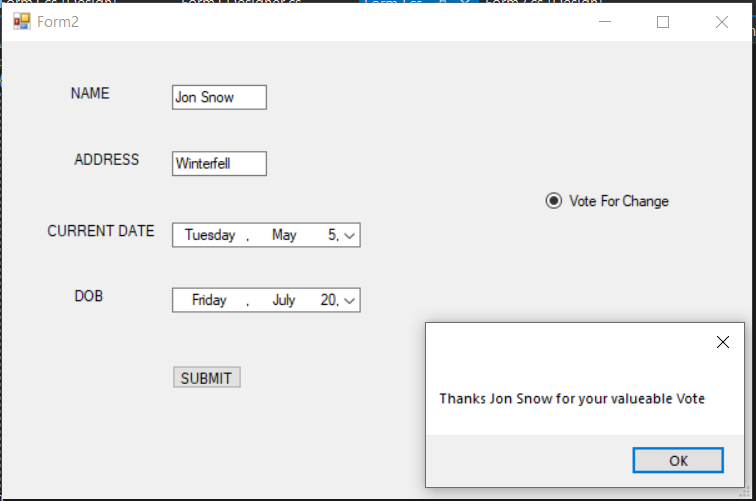 Form2
NAME
Jon Snow
ADDRESS
Winterfell
Vote For Change
CURRENT DATE
Tuesday , May 5,
DOB
Friday , July 20,
SUBMIT
Thanks Jon Snow for your valueable Vote
OK